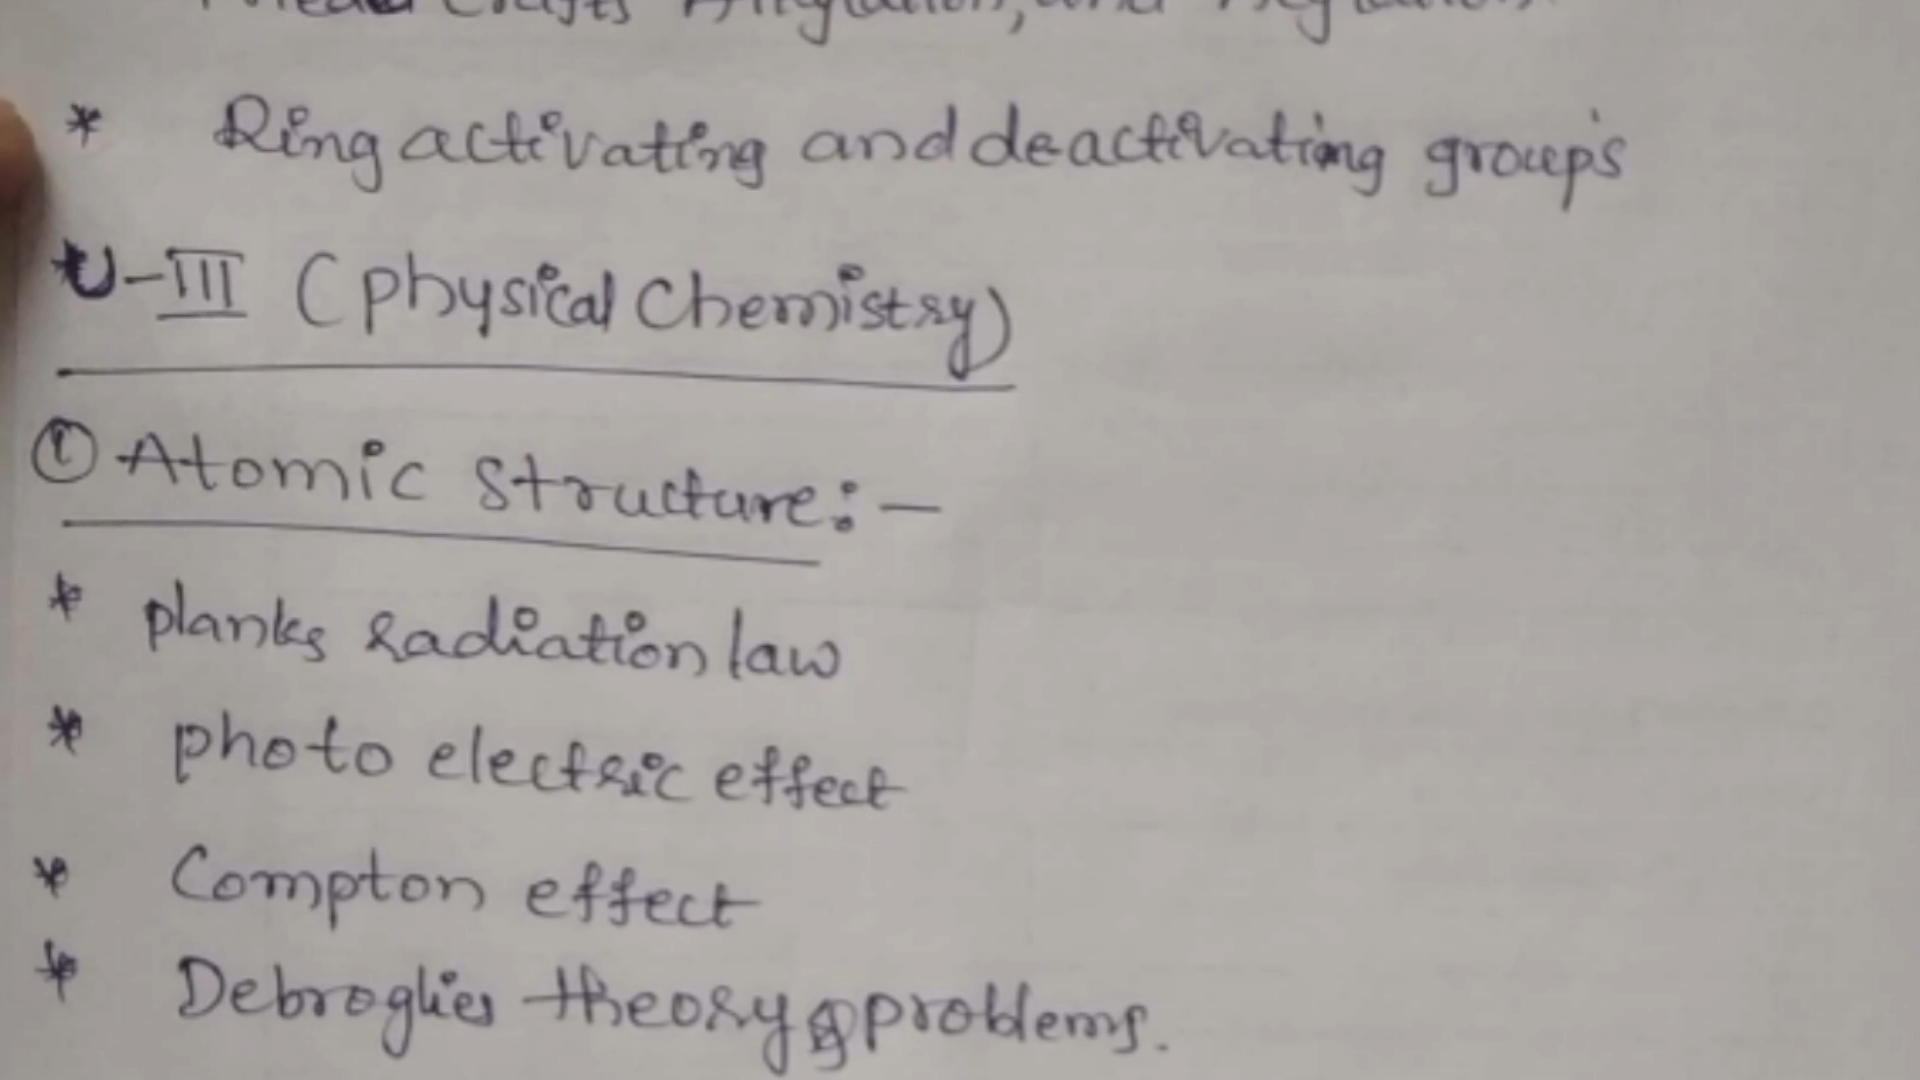 * Ring activating and deactivating group's
U-III (Physical Chemistry)
① Atomic structure:-
* planks radiation law
* photo electric effect
* Compton effect
* Debroglies theory & problems.